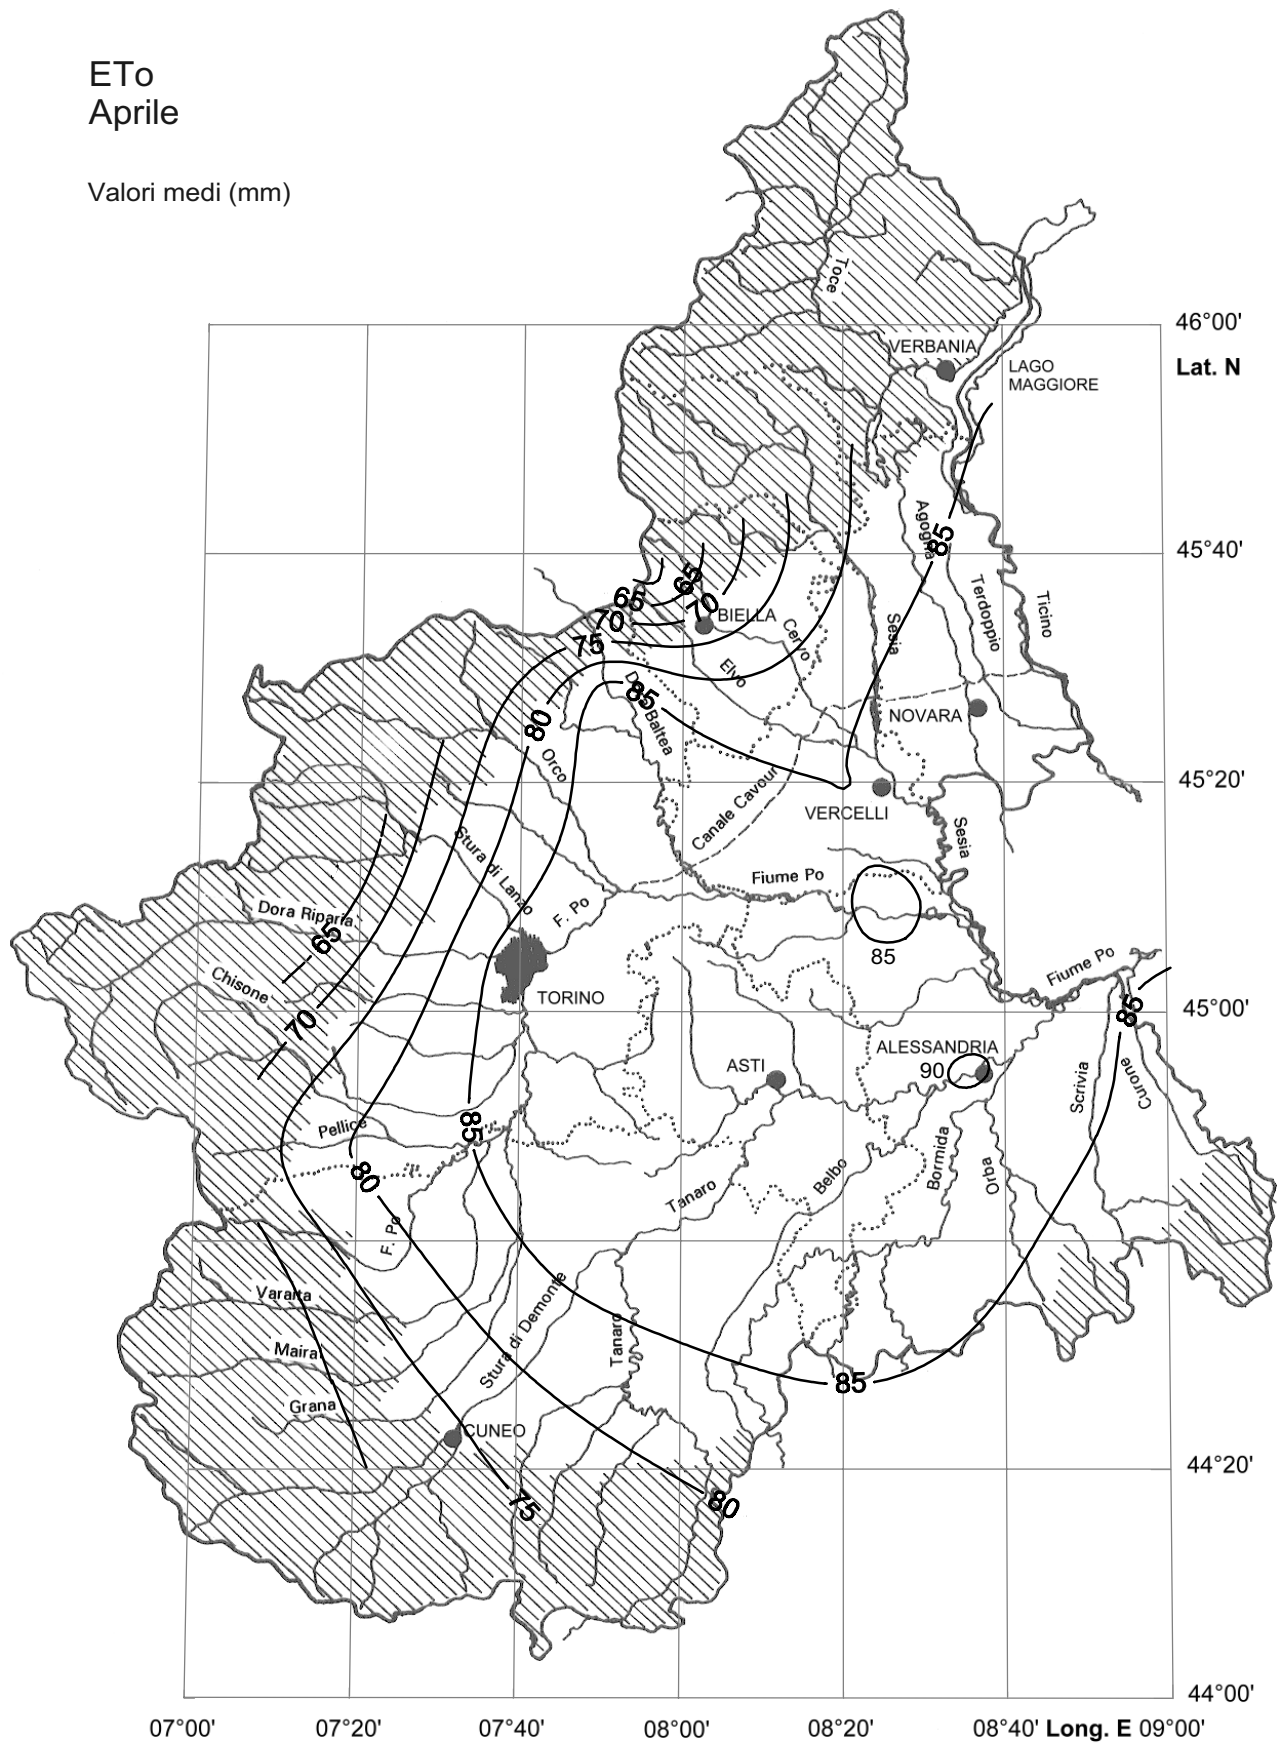 ETo
Aprile
Valori medi (mm)
Toce
46°00'
VERBANIA
Lat. N
LAGO
MAGGIORE
Agogna
85
45°40'
65
65
70
70
BIELLA
75
Cervo
Sesia
Terdoppio
Ticino
Elvo
85
Dora Baltea
80
NOVARA
Orco
45°20'
Canale Cavour
VERCELLI
Sesia
Stura di Lanzo
Fiume Po
F. Po
Dora Riparia
65
85
Fiume Po
Chisone
TORINO
70
85
45°00'
ALESSANDRIA
ASTI
90
Scrivia
Curone
85
Pellice
80
Tanaro
Belbo
Bormida
Orba
F. Po
Varaita
Stura di Demonte
Tanaro
Maira
85
Grana
CUNEO
44°20'
75
80
44°00'
07°00' 07°20' 07°40' 08°00' 08°20' 08°40' Long. E 09°00'